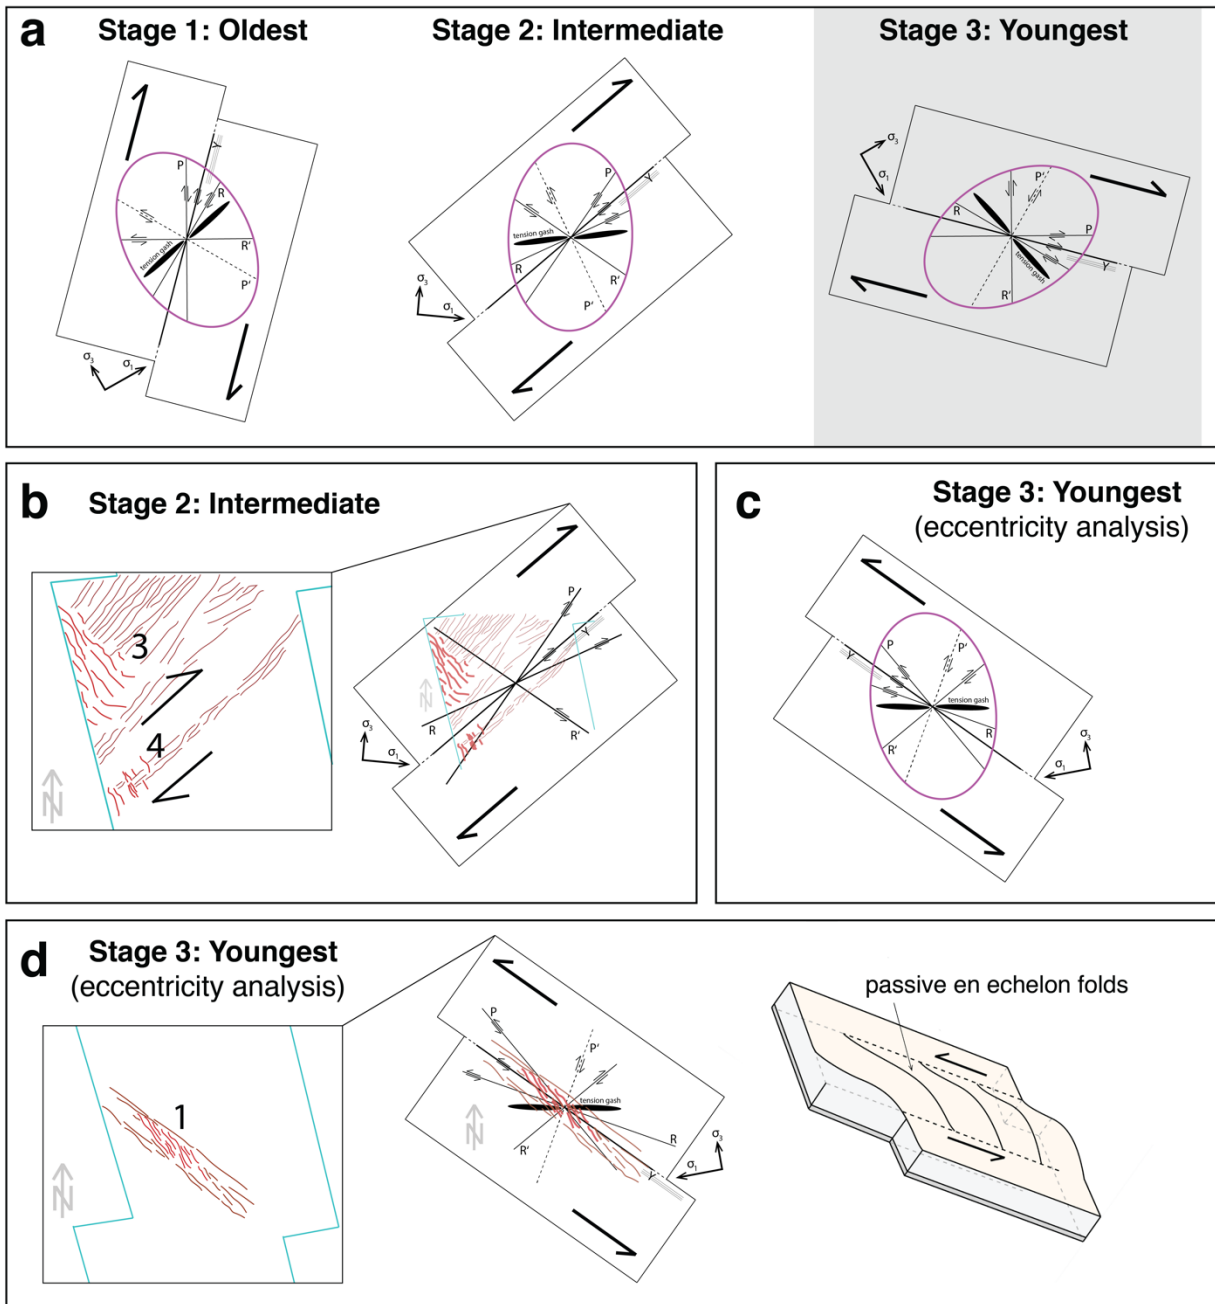 a
Stage 1: Oldest
Stage 2: Intermediate
Stage 3: Youngest
P
Y
R
tension gash
R'
P'
σ3
σ1
P
Y
tension gash
R
R'
P'
σ3
σ1
σ3
σ1
P'
R
P
tension gash
Y
R'
b
Stage 2: Intermediate
3
4
N
P
Y
N
R
R'
σ3
σ1
c
Stage 3: Youngest
(eccentricity analysis)
Y
P
P'
tension gash
R
R'
σ3
σ1
d
Stage 3: Youngest
(eccentricity analysis)
1
N
P
P'
tension gash
N
R'
R
σ3
σ1
Y
passive en echelon folds